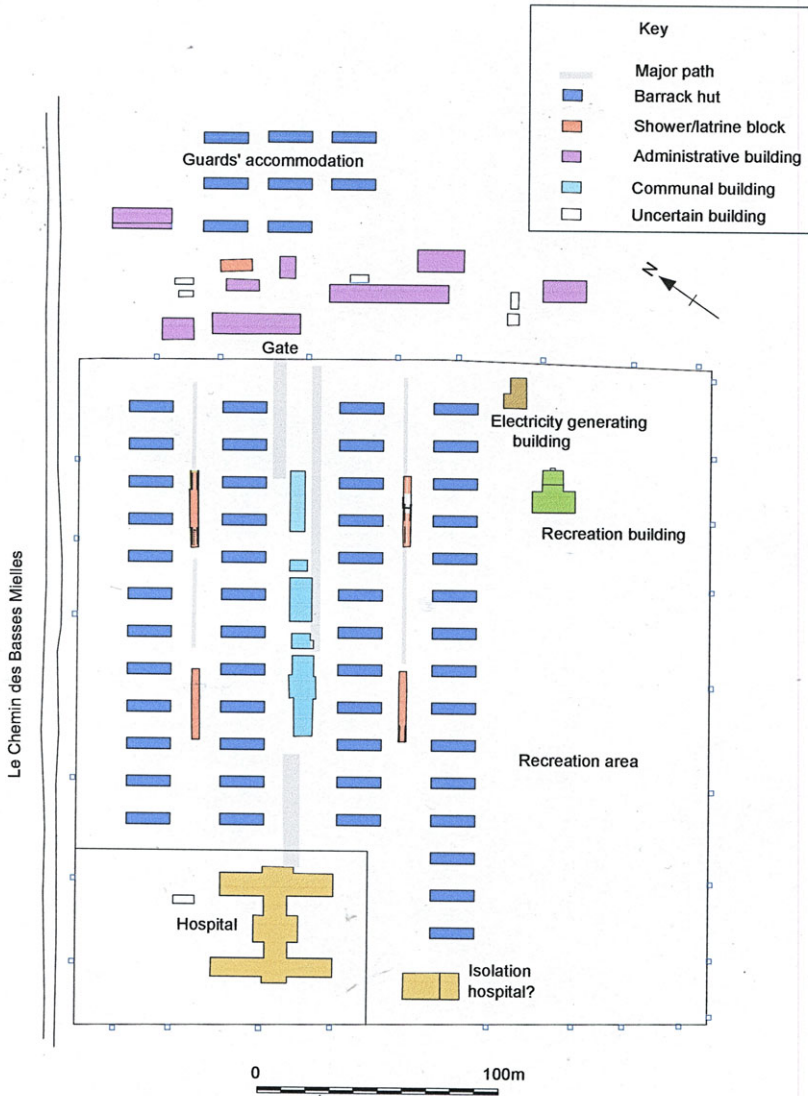 Key
Major path
Barrack hut
Shower/latrine block
Administrative building
Communal building
Uncertain building
Guards' accommodation
N
Gate
Electricity generating
building
Recreation building
Le Chemin des Basses Mielles
Recreation area
Hospital
Isolation
hospital?
0
100m